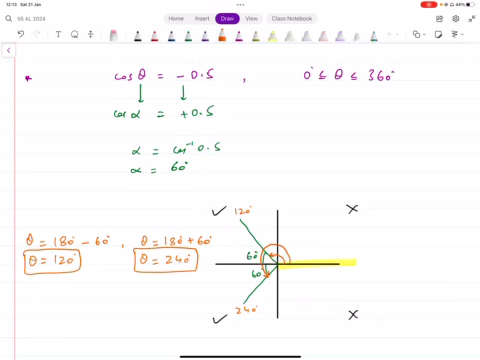 12:13 Sat 21 Jan
44%
Home Insert Draw View Class Notebook
S6 AL 2024
cos θ = − 0.5 , 0° ≤ θ ≤ 360°
cos α = + 0.5
α = cos⁻¹ 0.5
α = 60°
✓ 120° ×
θ = 180° − 60° , θ = 180° + 60°
θ = 120° θ = 240°
60°
60°
240°
✓ ×